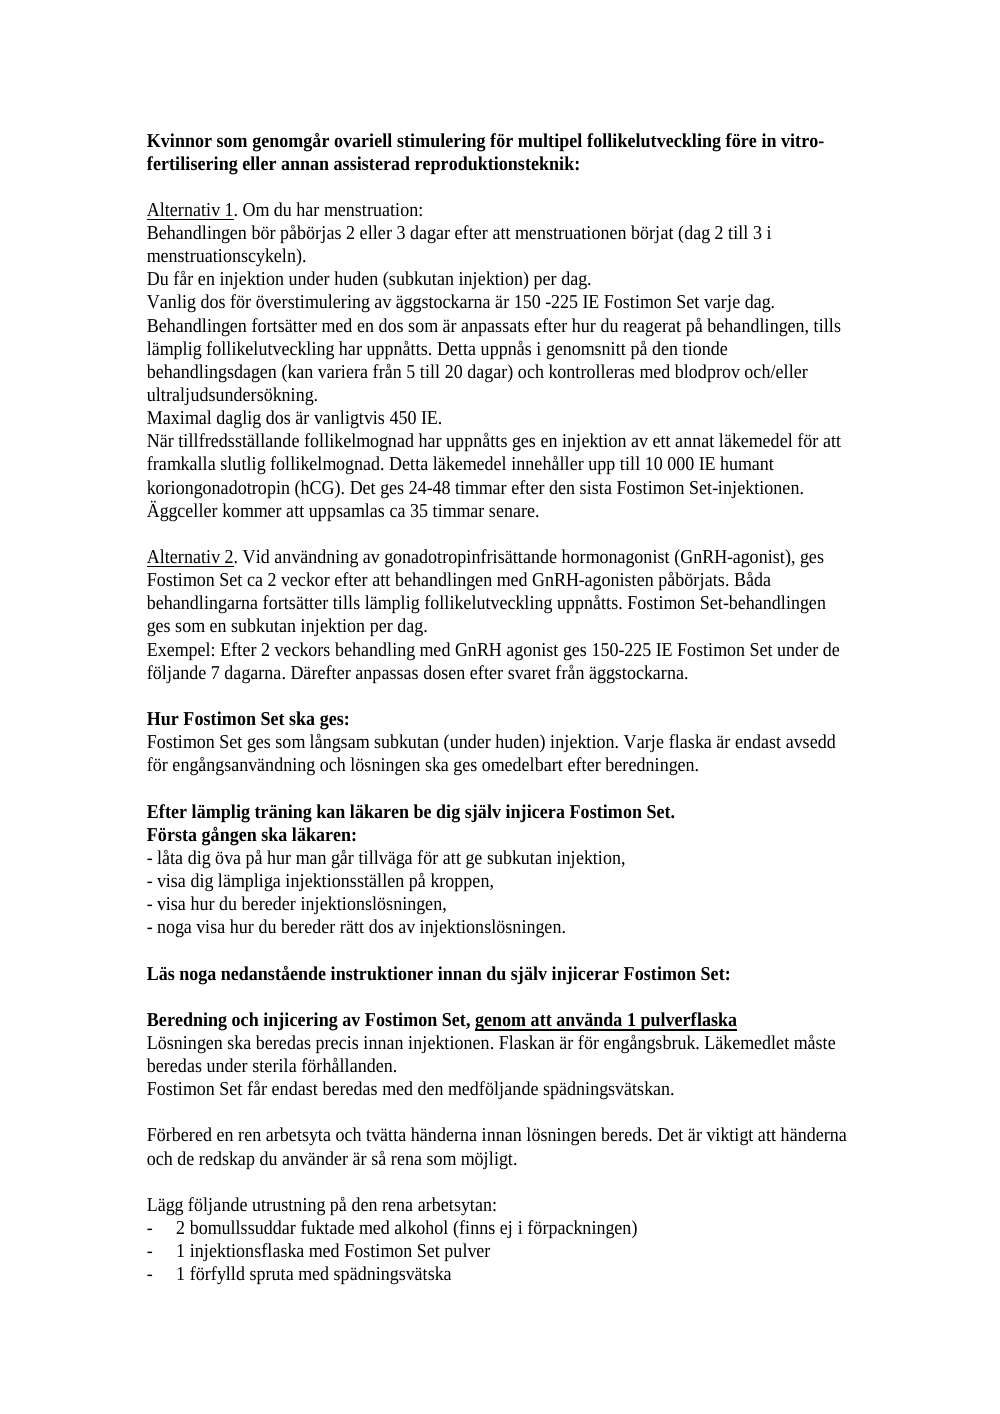 Kvinnor som genomgår ovariell stimulering för multipel follikelutveckling före in vitro-
fertilisering eller annan assisterad reproduktionsteknik:
Alternativ 1. Om du har menstruation:
Behandlingen bör påbörjas 2 eller 3 dagar efter att menstruationen börjat (dag 2 till 3 i
menstruationscykeln).
Du får en injektion under huden (subkutan injektion) per dag.
Vanlig dos för överstimulering av äggstockarna är 150 -225 IE Fostimon Set varje dag.
Behandlingen fortsätter med en dos som är anpassats efter hur du reagerat på behandlingen, tills
lämplig follikelutveckling har uppnåtts. Detta uppnås i genomsnitt på den tionde
behandlingsdagen (kan variera från 5 till 20 dagar) och kontrolleras med blodprov och/eller
ultraljudsundersökning.
Maximal daglig dos är vanligtvis 450 IE.
När tillfredsställande follikelmognad har uppnåtts ges en injektion av ett annat läkemedel för att
framkalla slutlig follikelmognad. Detta läkemedel innehåller upp till 10 000 IE humant
koriongonadotropin (hCG). Det ges 24-48 timmar efter den sista Fostimon Set-injektionen.
Äggceller kommer att uppsamlas ca 35 timmar senare.
Alternativ 2. Vid användning av gonadotropinfrisättande hormonagonist (GnRH-agonist), ges
Fostimon Set ca 2 veckor efter att behandlingen med GnRH-agonisten påbörjats. Båda
behandlingarna fortsätter tills lämplig follikelutveckling uppnåtts. Fostimon Set-behandlingen
ges som en subkutan injektion per dag.
Exempel: Efter 2 veckors behandling med GnRH agonist ges 150-225 IE Fostimon Set under de
följande 7 dagarna. Därefter anpassas dosen efter svaret från äggstockarna.
Hur Fostimon Set ska ges:
Fostimon Set ges som långsam subkutan (under huden) injektion. Varje flaska är endast avsedd
för engångsanvändning och lösningen ska ges omedelbart efter beredningen.
Efter lämplig träning kan läkaren be dig själv injicera Fostimon Set.
Första gången ska läkaren:
- låta dig öva på hur man går tillväga för att ge subkutan injektion,
- visa dig lämpliga injektionsställen på kroppen,
- visa hur du bereder injektionslösningen,
- noga visa hur du bereder rätt dos av injektionslösningen.
Läs noga nedanstående instruktioner innan du själv injicerar Fostimon Set:
Beredning och injicering av Fostimon Set, genom att använda 1 pulverflaska
Lösningen ska beredas precis innan injektionen. Flaskan är för engångsbruk. Läkemedlet måste
beredas under sterila förhållanden.
Fostimon Set får endast beredas med den medföljande spädningsvätskan.
Förbered en ren arbetsyta och tvätta händerna innan lösningen bereds. Det är viktigt att händerna
och de redskap du använder är så rena som möjligt.
Lägg följande utrustning på den rena arbetsytan:
- 2 bomullssuddar fuktade med alkohol (finns ej i förpackningen)
- 1 injektionsflaska med Fostimon Set pulver
- 1 förfylld spruta med spädningsvätska